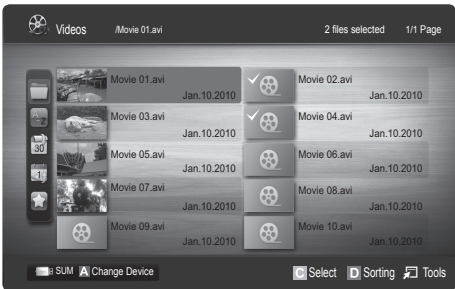 Videos /Movie 01.avi 2 files selected 1/1 Page
Movie 01.avi Movie 02.avi
Jan.10.2010 Jan.10.2010
Movie 03.avi Movie 04.avi
Jan.10.2010 Jan.10.2010
Movie 05.avi Movie 06.avi
Jan.10.2010 Jan.10.2010
Movie 07.avi Movie 08.avi
Jan.10.2010 Jan.10.2010
Movie 09.avi Movie 10.avi
Jan.10.2010 Jan.10.2010
A
30
1
SUM A Change Device C Select D Sorting Tools